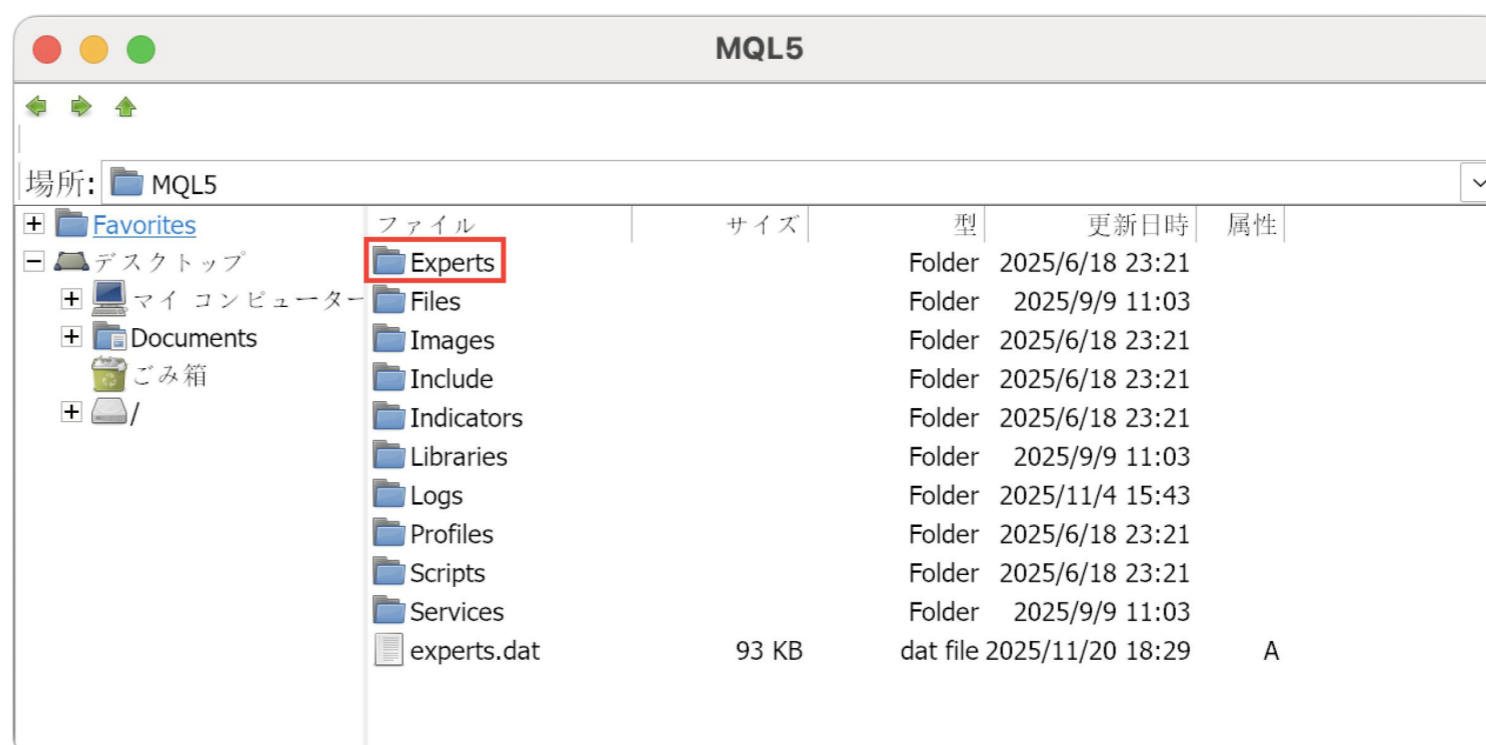 MQL5
場所: MQL5
Favorites
デスクトップ
マイ コンピューター
Documents
ごみ箱
/
ファイル サイズ 型 更新日時 属性
Experts Folder 2025/6/18 23:21
Files Folder 2025/9/9 11:03
Images Folder 2025/6/18 23:21
Include Folder 2025/6/18 23:21
Indicators Folder 2025/6/18 23:21
Libraries Folder 2025/9/9 11:03
Logs Folder 2025/11/4 15:43
Profiles Folder 2025/6/18 23:21
Scripts Folder 2025/6/18 23:21
Services Folder 2025/9/9 11:03
experts.dat 93 KB dat file 2025/11/20 18:29 A